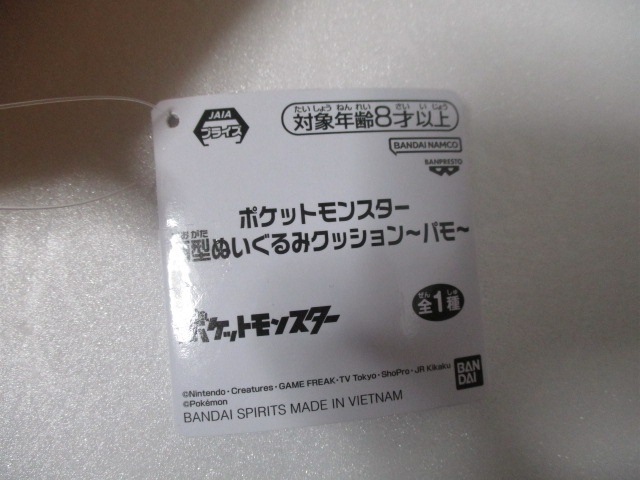 JAIA
プライズ
たいしょうねんれい さい いじょう
対象年齢8才以上
BANDAI NAMCO
BANPRESTO
ポケットモンスター
おがた
型ぬいぐるみクッション～パモ～
ぜん しゅ
全1種
ポケットモンスター
©Nintendo・Creatures・GAME FREAK・TV Tokyo・ShoPro・JR Kikaku
©Pokémon
BANDAI SPIRITS MADE IN VIETNAM
BAN
DAI